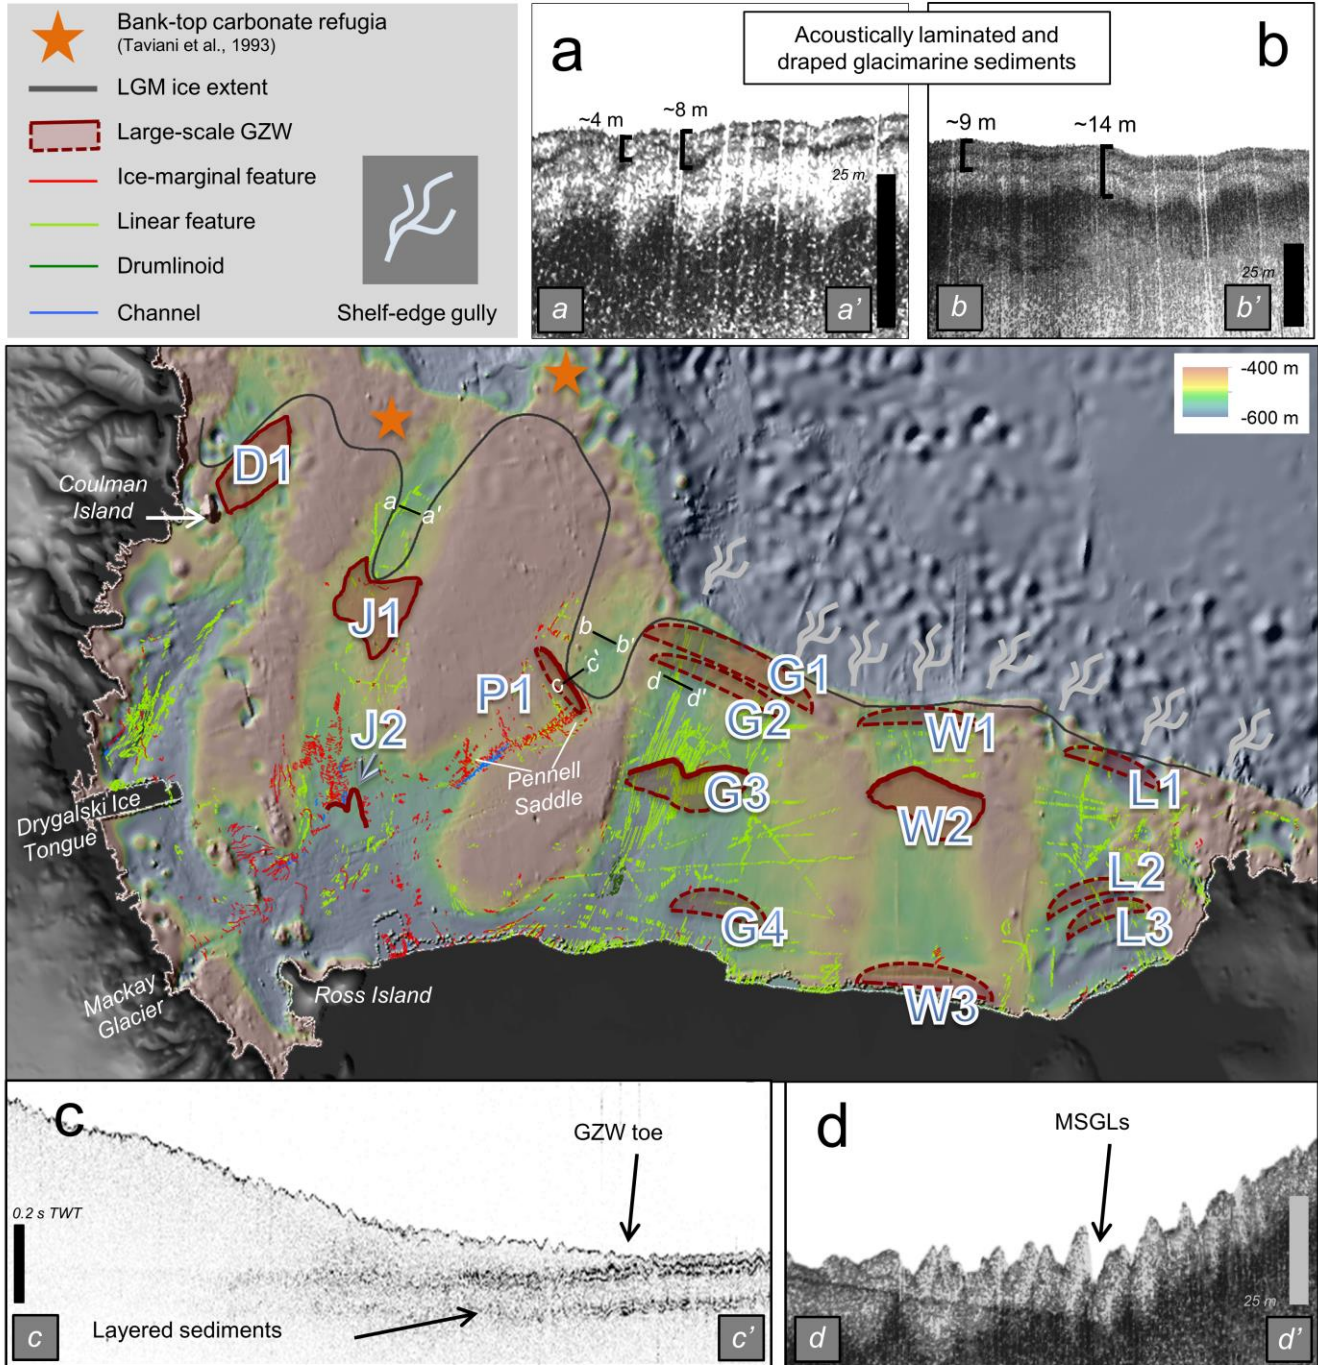 Bank-top carbonate refugia
(Taviani et al., 1993)
LGM ice extent
Large-scale GZW
Ice-marginal feature
Linear feature
Drumlinoid
Channel
Shelf-edge gully
a
Acoustically laminated and
draped glacimarine sediments
b
~4 m
~8 m
25 m
a
a'
~9 m
~14 m
25 m
b
b'
-400 m
-600 m
D1
Coulman
Island
a
a'
J1
b
b'
c
c'
P1
d
d'
G1
G2
W1
J2
Pennell
Saddle
G3
W2
L1
Drygalski Ice
Tongue
L2
L3
G4
W3
Mackay
Glacier
Ross Island
c
GZW toe
0.2 s TWT
Layered sediments
c
c'
d
MSGLs
25 m
d
d'